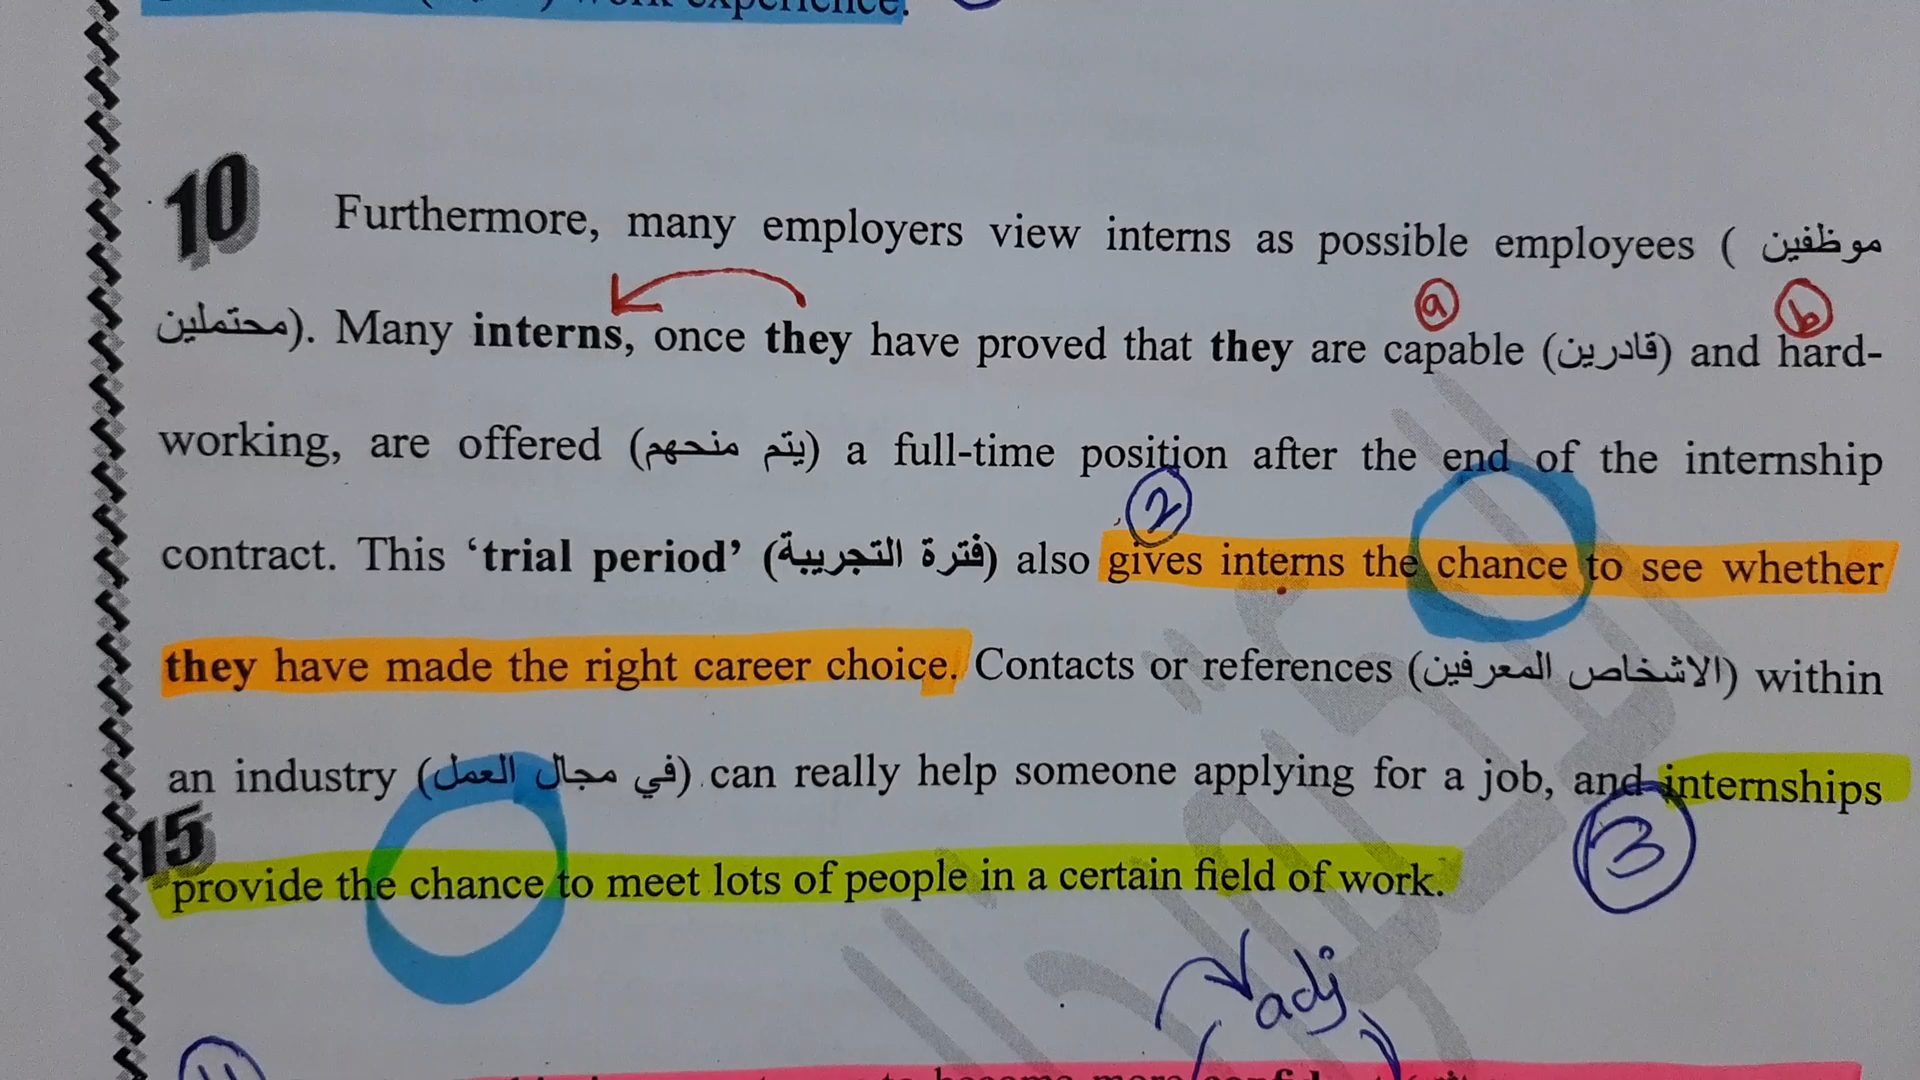 work experience.
10 Furthermore, many employers view interns as possible employees ( موظفين
محتملين). Many interns, once they have proved that they are capable (قادرين) and hard-
a b
working, are offered (يتم منحهم) a full-time position after the end of the internship
2
contract. This ‘trial period’ (فترة التجريبية) also gives interns the chance to see whether
they have made the right career choice. Contacts or references (الاشخاص المعرفين) within
an industry (في مجال العمل) can really help someone applying for a job, and internships
3
15 provide the chance to meet lots of people in a certain field of work.
adj